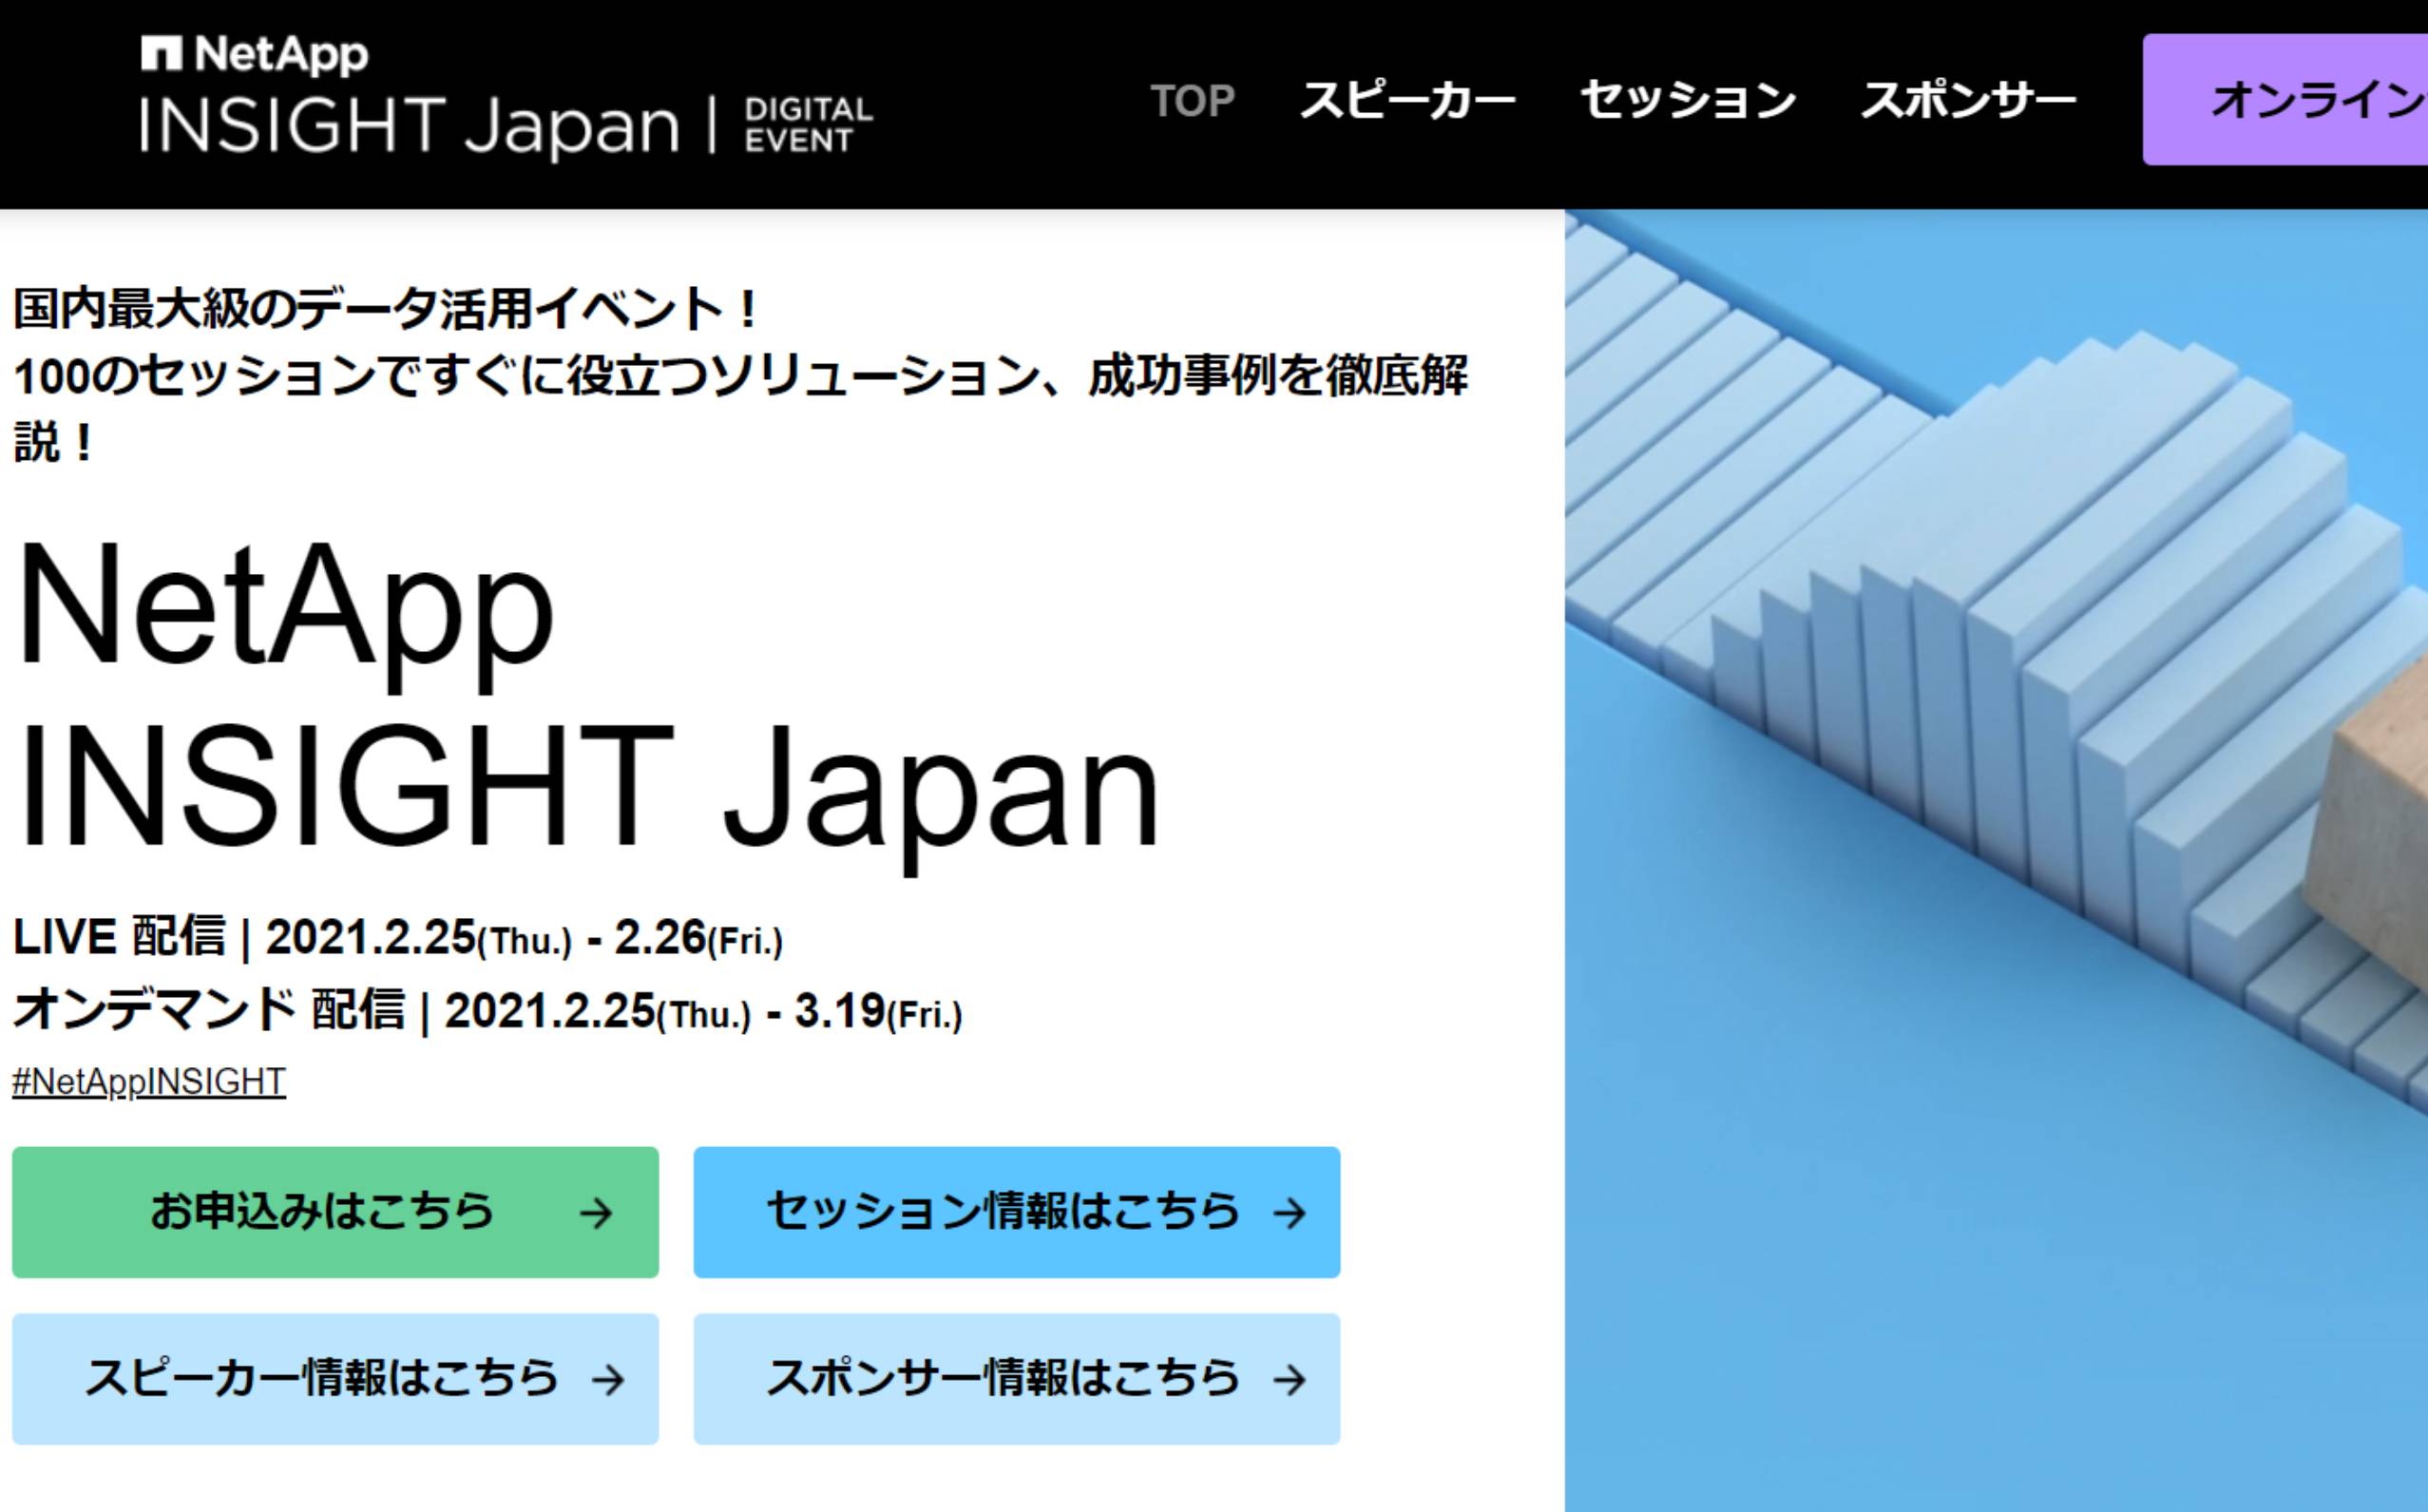 NetApp
INSIGHT Japan | DIGITAL EVENT
TOP スピーカー セッション スポンサー オンライン
国内最大級のデータ活用イベント！
100のセッションですぐに役立つソリューション、成功事例を徹底解
説！
NetApp
INSIGHT Japan
LIVE 配信 | 2021.2.25(Thu.) - 2.26(Fri.)
オンデマンド 配信 | 2021.2.25(Thu.) - 3.19(Fri.)
#NetAppINSIGHT
お申込みはこちら →
セッション情報はこちら →
スピーカー情報はこちら →
スポンサー情報はこちら →